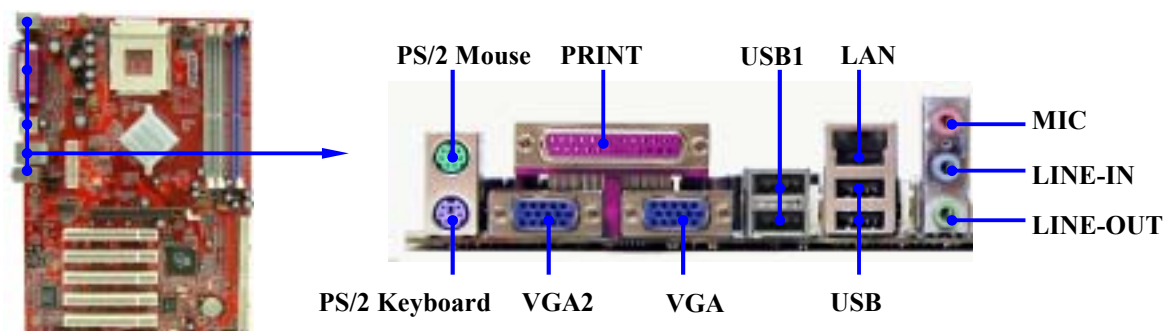 PS/2 Mouse PRINT USB1 LAN
MIC
LINE-IN
LINE-OUT
PS/2 Keyboard VGA2 VGA USB